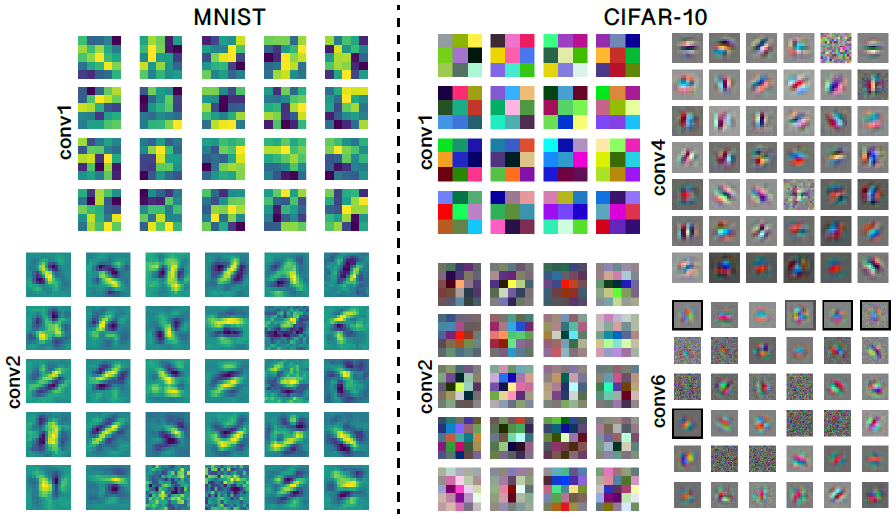 MNIST
conv1
conv2
CIFAR-10
conv1
conv2
conv4
conv6